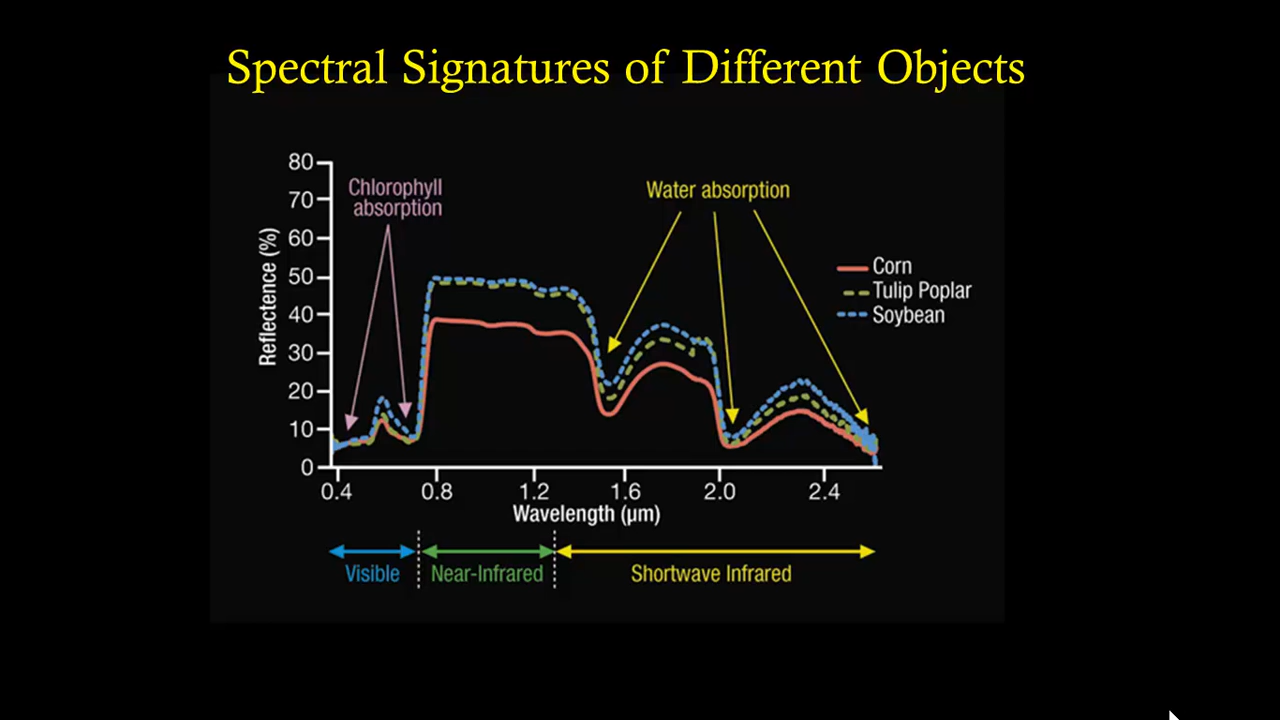 Spectral Signatures of Different Objects
80
70
60
50
40
30
20
10
0
Reflectence (%)
Chlorophyll
absorption
Water absorption
Corn
Tulip Poplar
Soybean
0.4 0.8 1.2 1.6 2.0 2.4
Wavelength (µm)
Visible Near-Infrared Shortwave Infrared